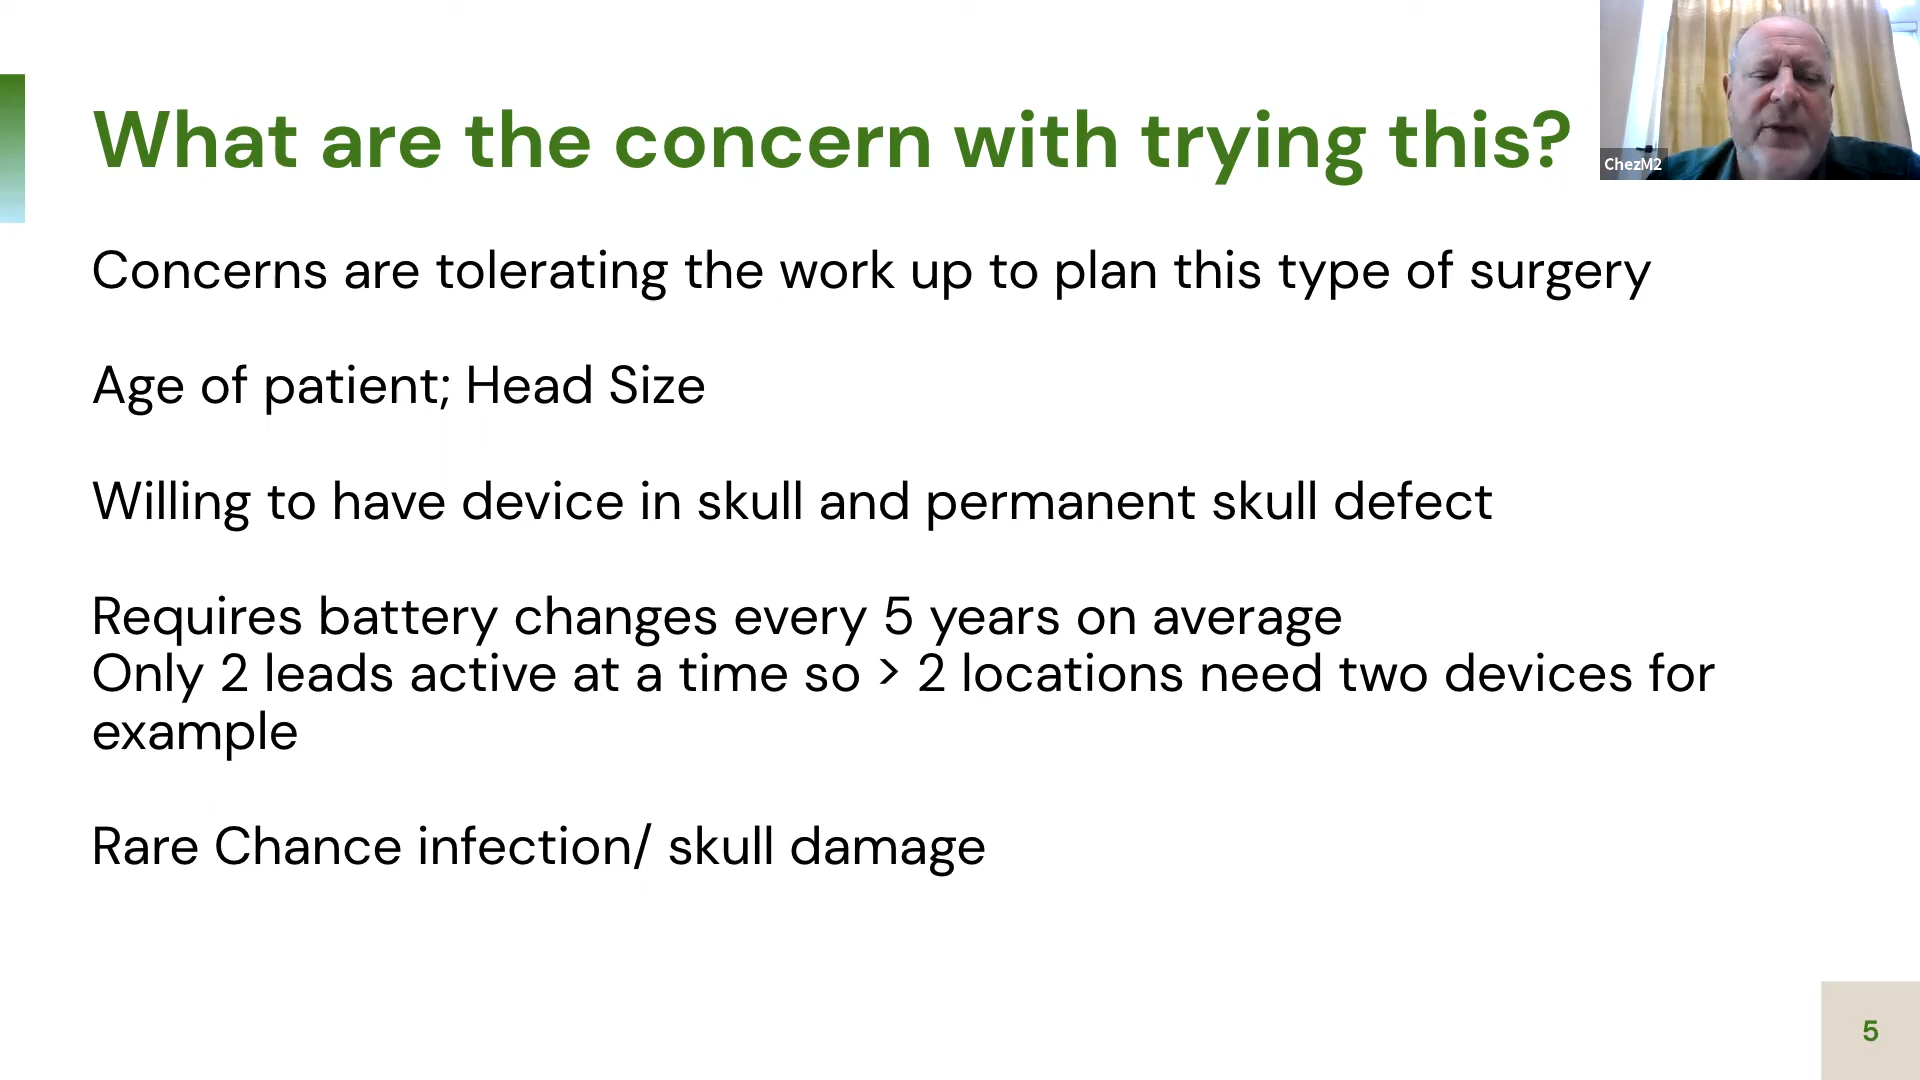 What are the concern with trying this?
ChezM2
Concerns are tolerating the work up to plan this type of surgery
Age of patient; Head Size
Willing to have device in skull and permanent skull defect
Requires battery changes every 5 years on average
Only 2 leads active at a time so > 2 locations need two devices for
example
Rare Chance infection/ skull damage
5